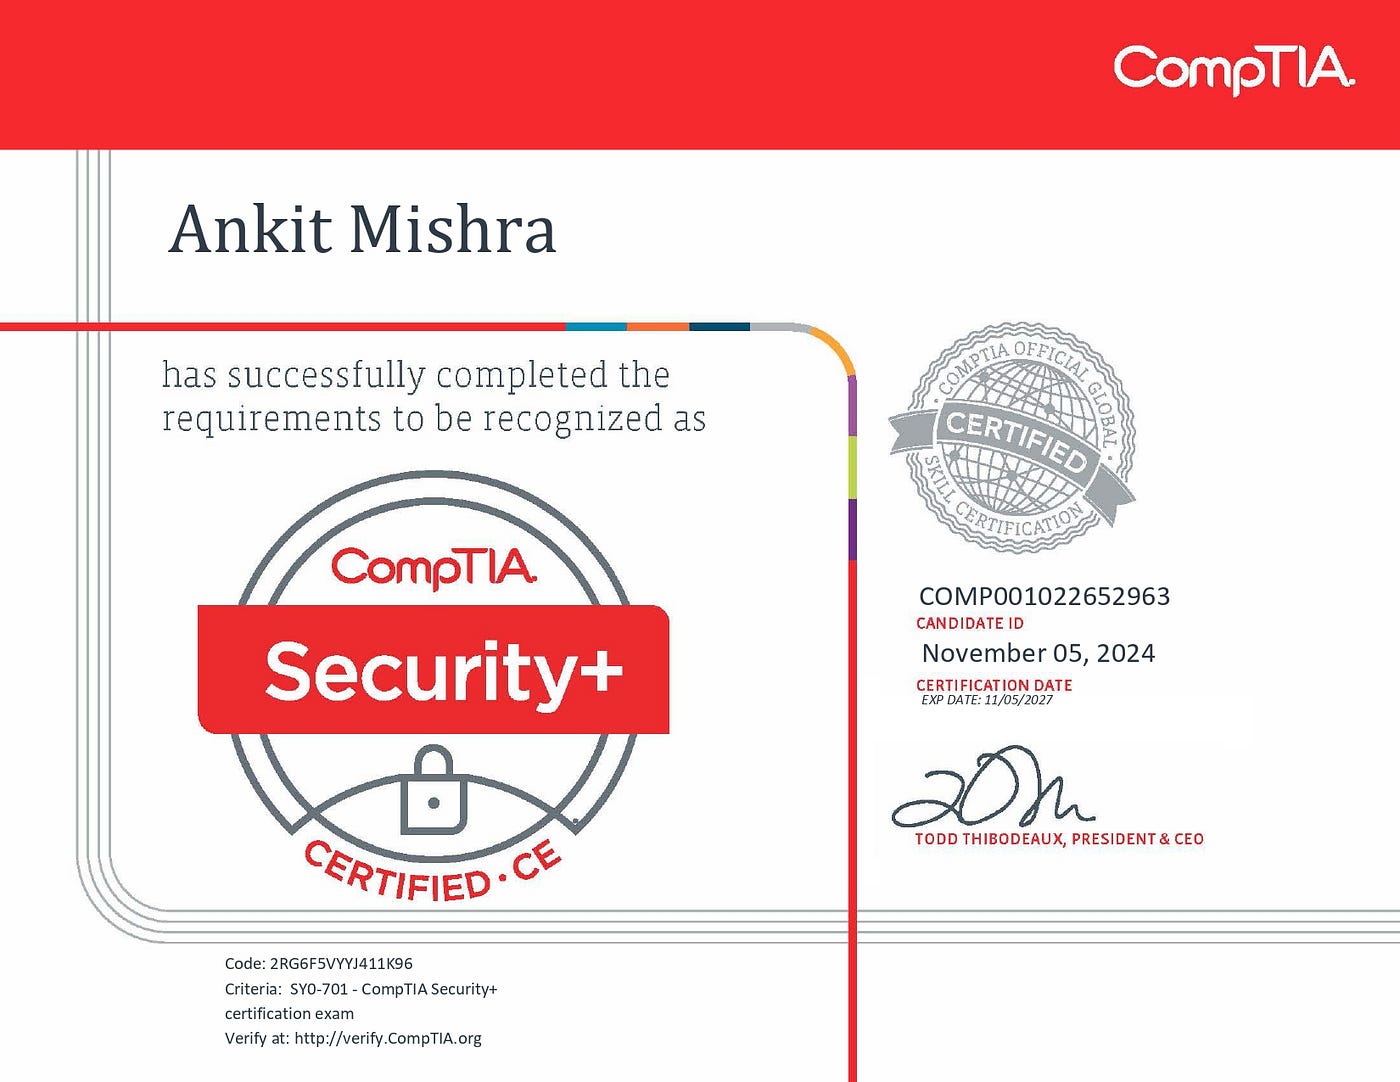 CompTIA.
Ankit Mishra
has successfully completed the
requirements to be recognized as
CompTIA.
Security+
CERTIFIED · CE
· COMPTIA OFFICIAL GLOBAL ·
CERTIFIED
SKILL CERTIFICATION
COMP001022652963
CANDIDATE ID
November 05, 2024
CERTIFICATION DATE
EXP DATE: 11/05/2027
TODD THIBODEAUX, PRESIDENT & CEO
Code: 2RG6F5VYYJ411K96
Criteria:  SY0-701 - CompTIA Security+
certification exam
Verify at: http://verify.CompTIA.org